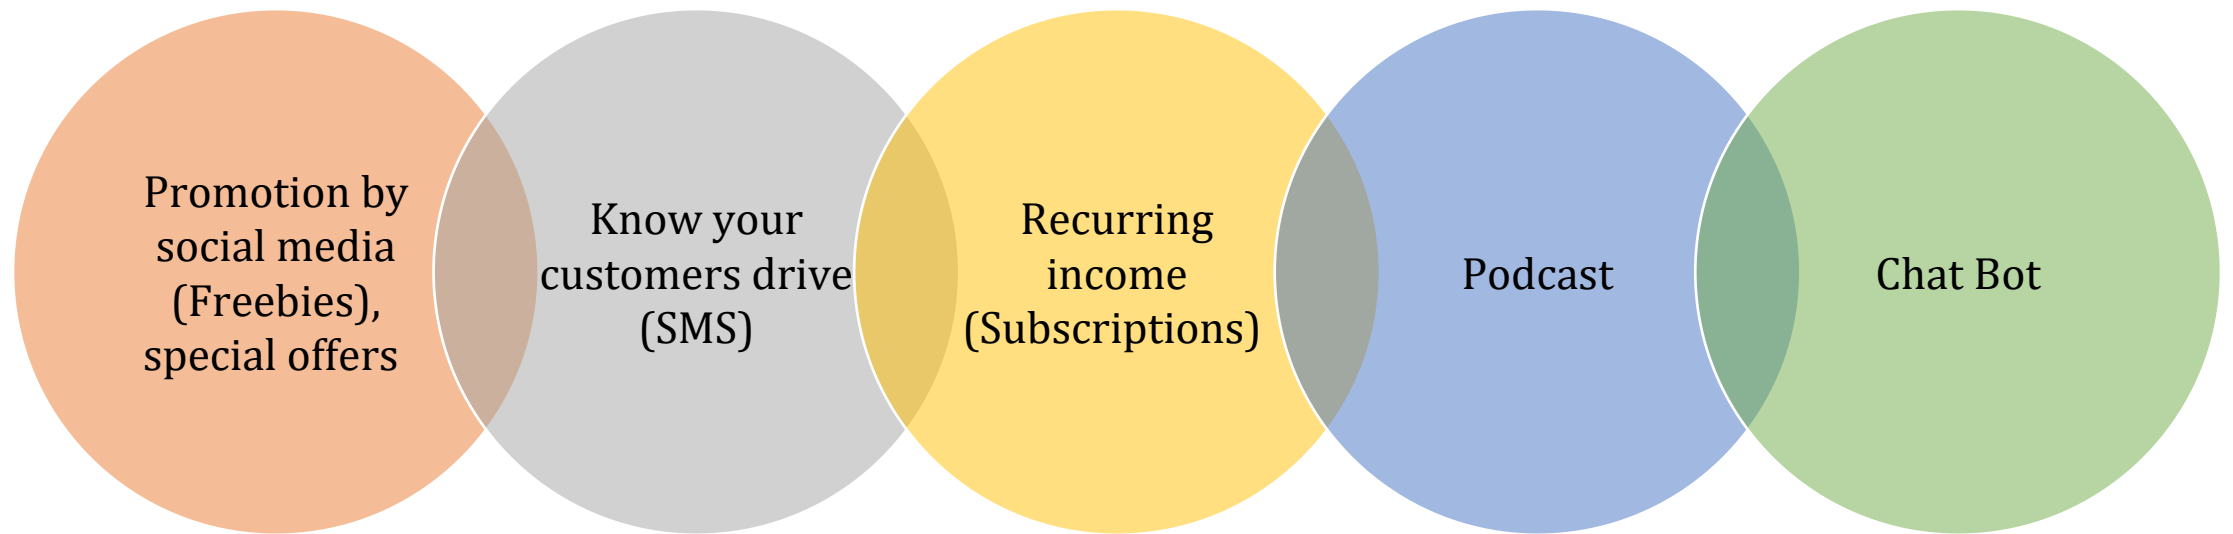 Promotion by
social media
(Freebies),
special offers
Know your
customers drive
(SMS)
Recurring
income
(Subscriptions)
Podcast
Chat Bot